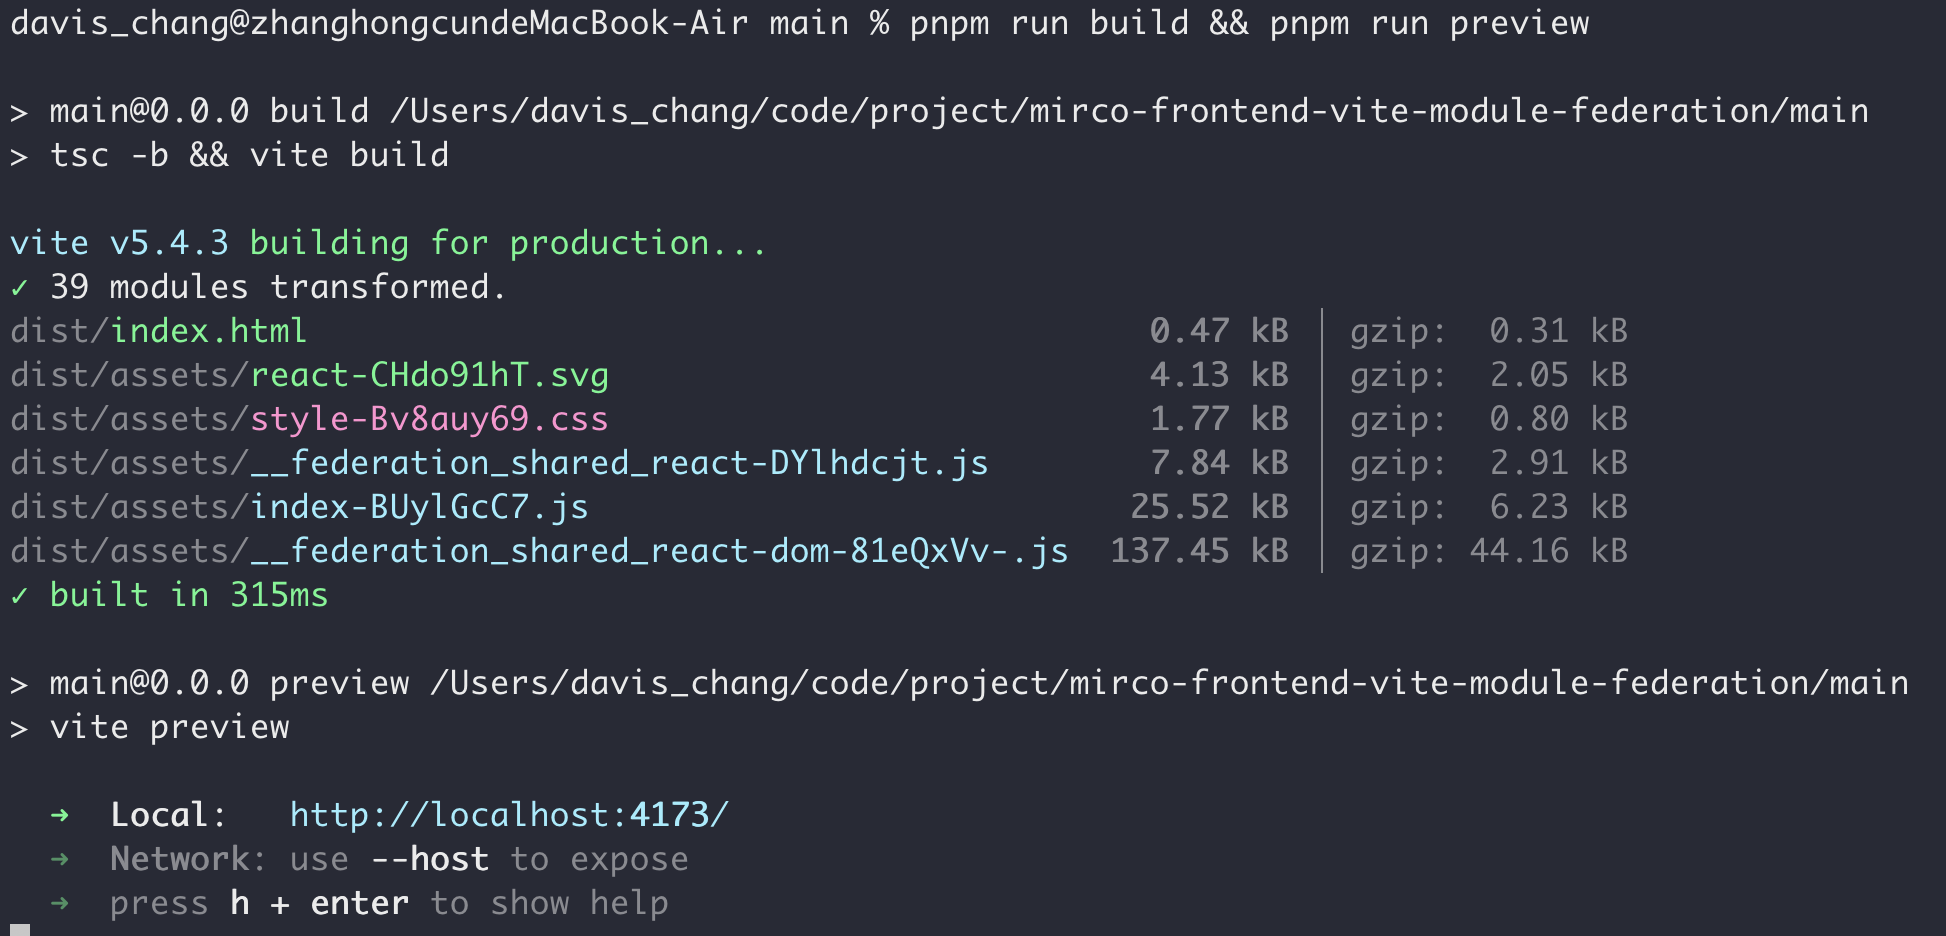 davis_chang@zhanghongcundeMacBook-Air main % pnpm run build && pnpm run preview
> main@0.0.0 build /Users/davis_chang/code/project/mirco-frontend-vite-module-federation/main
> tsc -b && vite build
vite v5.4.3 building for production...
✓ 39 modules transformed.
dist/index.html 0.47 kB │ gzip: 0.31 kB
dist/assets/react-CHdo91hT.svg 4.13 kB │ gzip: 2.05 kB
dist/assets/style-Bv8auy69.css 1.77 kB │ gzip: 0.80 kB
dist/assets/__federation_shared_react-DYlhdcjt.js 7.84 kB │ gzip: 2.91 kB
dist/assets/index-BUylGcC7.js 25.52 kB │ gzip: 6.23 kB
dist/assets/__federation_shared_react-dom-81eQxVv-.js 137.45 kB │ gzip: 44.16 kB
✓ built in 315ms
> main@0.0.0 preview /Users/davis_chang/code/project/mirco-frontend-vite-module-federation/main
> vite preview
➜ Local: http://localhost:4173/
➜ Network: use --host to expose
➜ press h + enter to show help